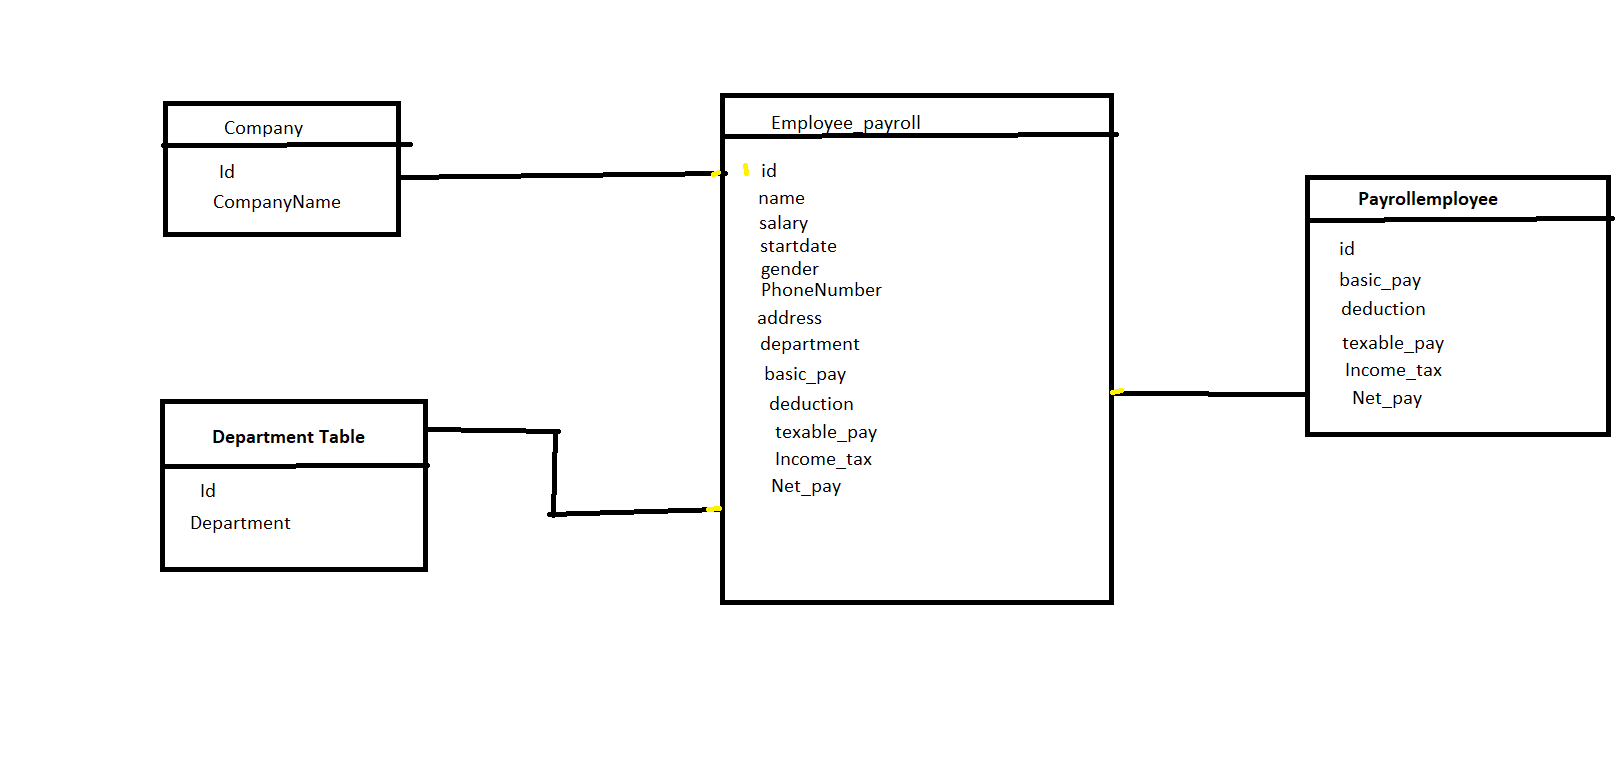 Company
Id
CompanyName
Department Table
Id
Department
Employee_payroll
id
name
salary
startdate
gender
PhoneNumber
address
department
basic_pay
deduction
texable_pay
Income_tax
Net_pay
Payrollemployee
id
basic_pay
deduction
texable_pay
Income_tax
Net_pay